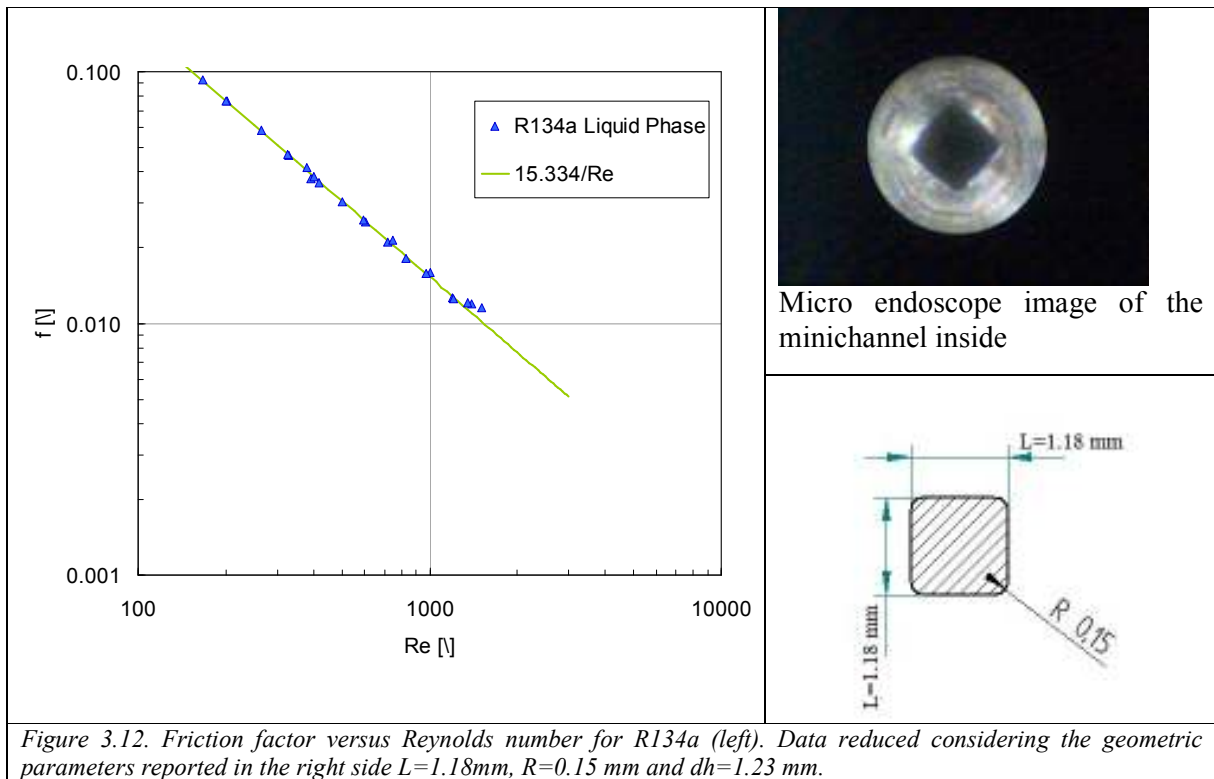 0.100
0.010
0.001
f [\]
100
1000
10000
Re [\]
R134a Liquid Phase
15.334/Re
Micro endoscope image of the
minichannel inside
L=1.18 mm
L=1.18 mm
R 0,15
Figure 3.12. Friction factor versus Reynolds number for R134a (left). Data reduced considering the geometric
parameters reported in the right side L=1.18mm, R=0.15 mm and dh=1.23 mm.